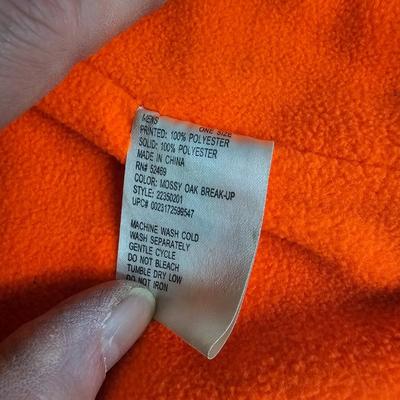 MENS ONE SIZE
PRINTED: 100% POLYESTER
SOLID: 100% POLYESTER
MADE IN CHINA
RN# 52469
COLOR: MOSSY OAK BREAK-UP
STYLE: 22350201
UPC# 0023172596547
MACHINE WASH COLD
WASH SEPARATELY
GENTLE CYCLE
DO NOT BLEACH
TUMBLE DRY LOW
DO NOT IRON